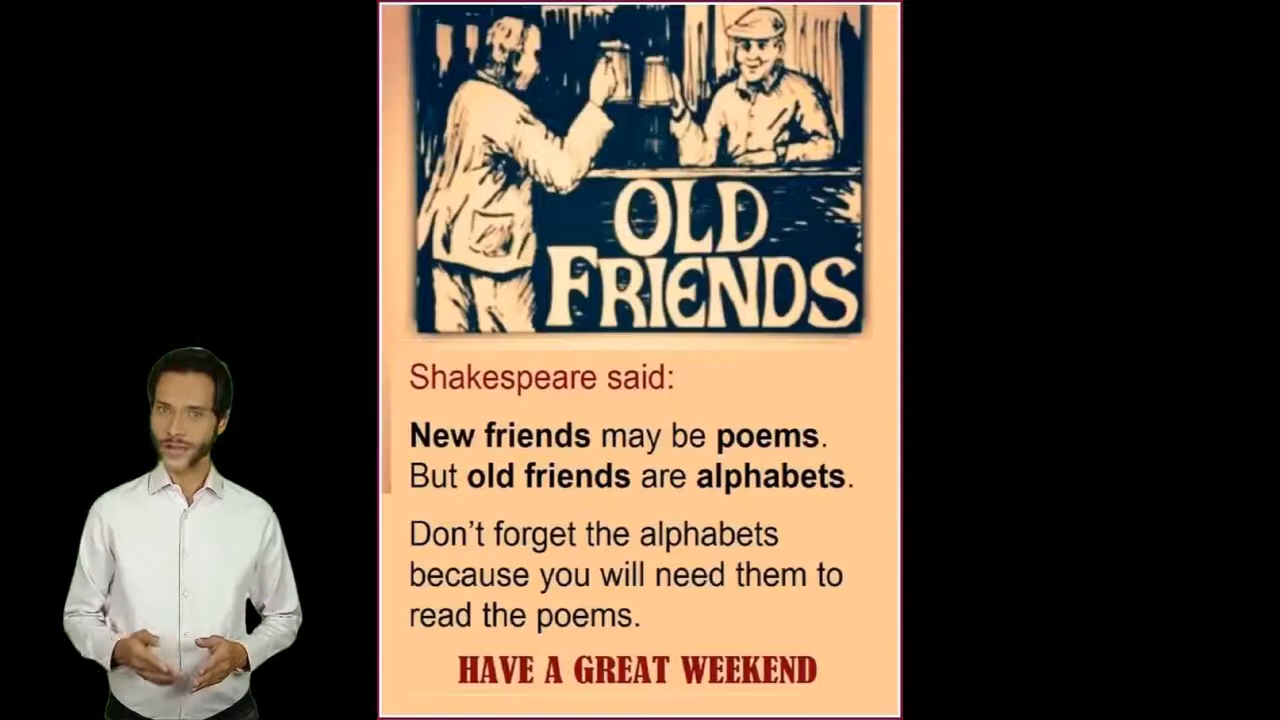 OLD
FRIENDS
Shakespeare said:
New friends may be poems.
But old friends are alphabets.
Don't forget the alphabets
because you will need them to
read the poems.
HAVE A GREAT WEEKEND